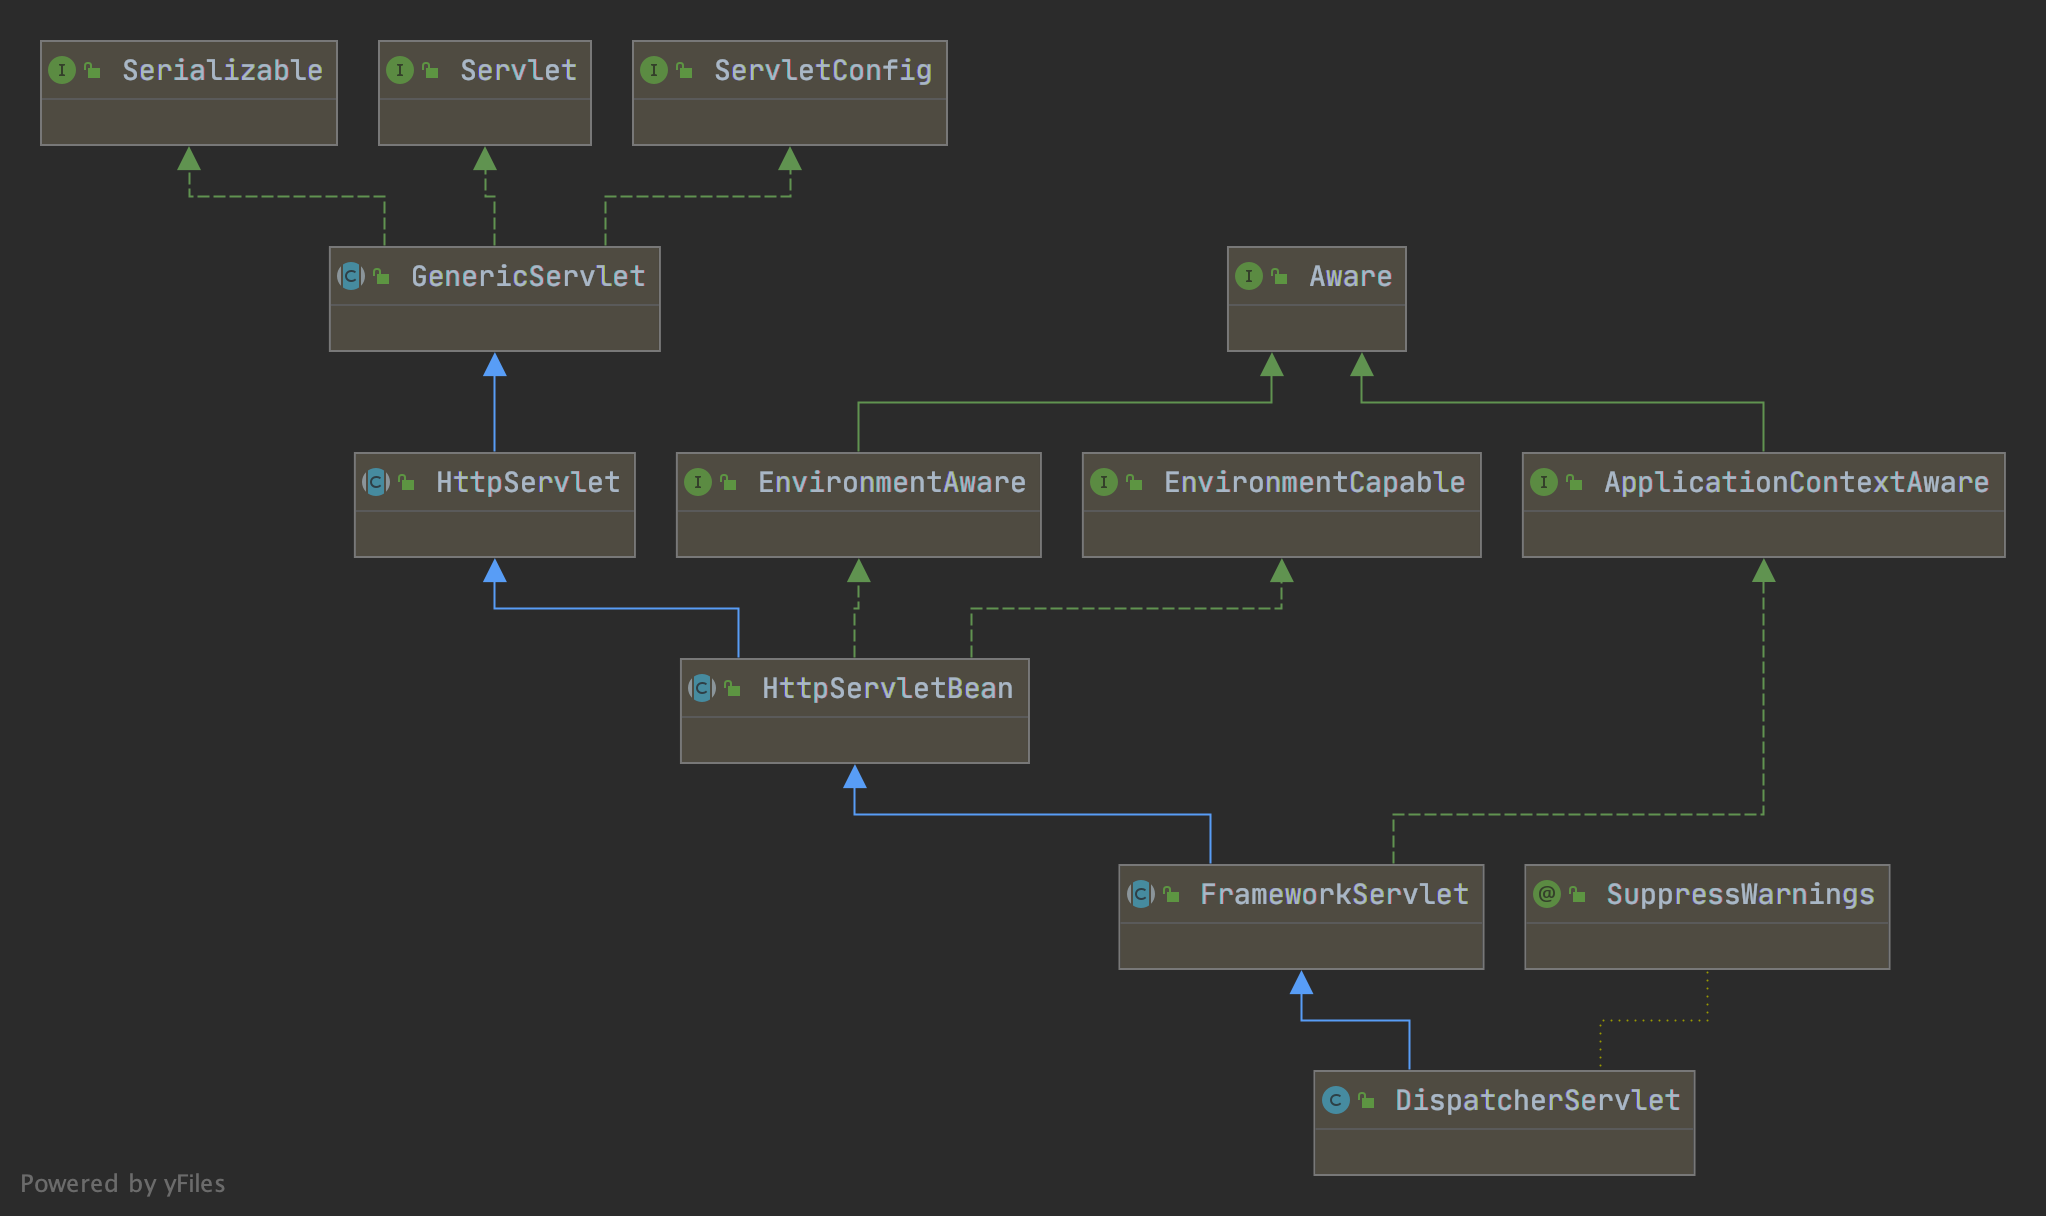 I Serializable
I Servlet
I ServletConfig
C GenericServlet
I Aware
C HttpServlet
I EnvironmentAware
I EnvironmentCapable
I ApplicationContextAware
C HttpServletBean
C FrameworkServlet
@ SuppressWarnings
C DispatcherServlet
Powered by yFiles